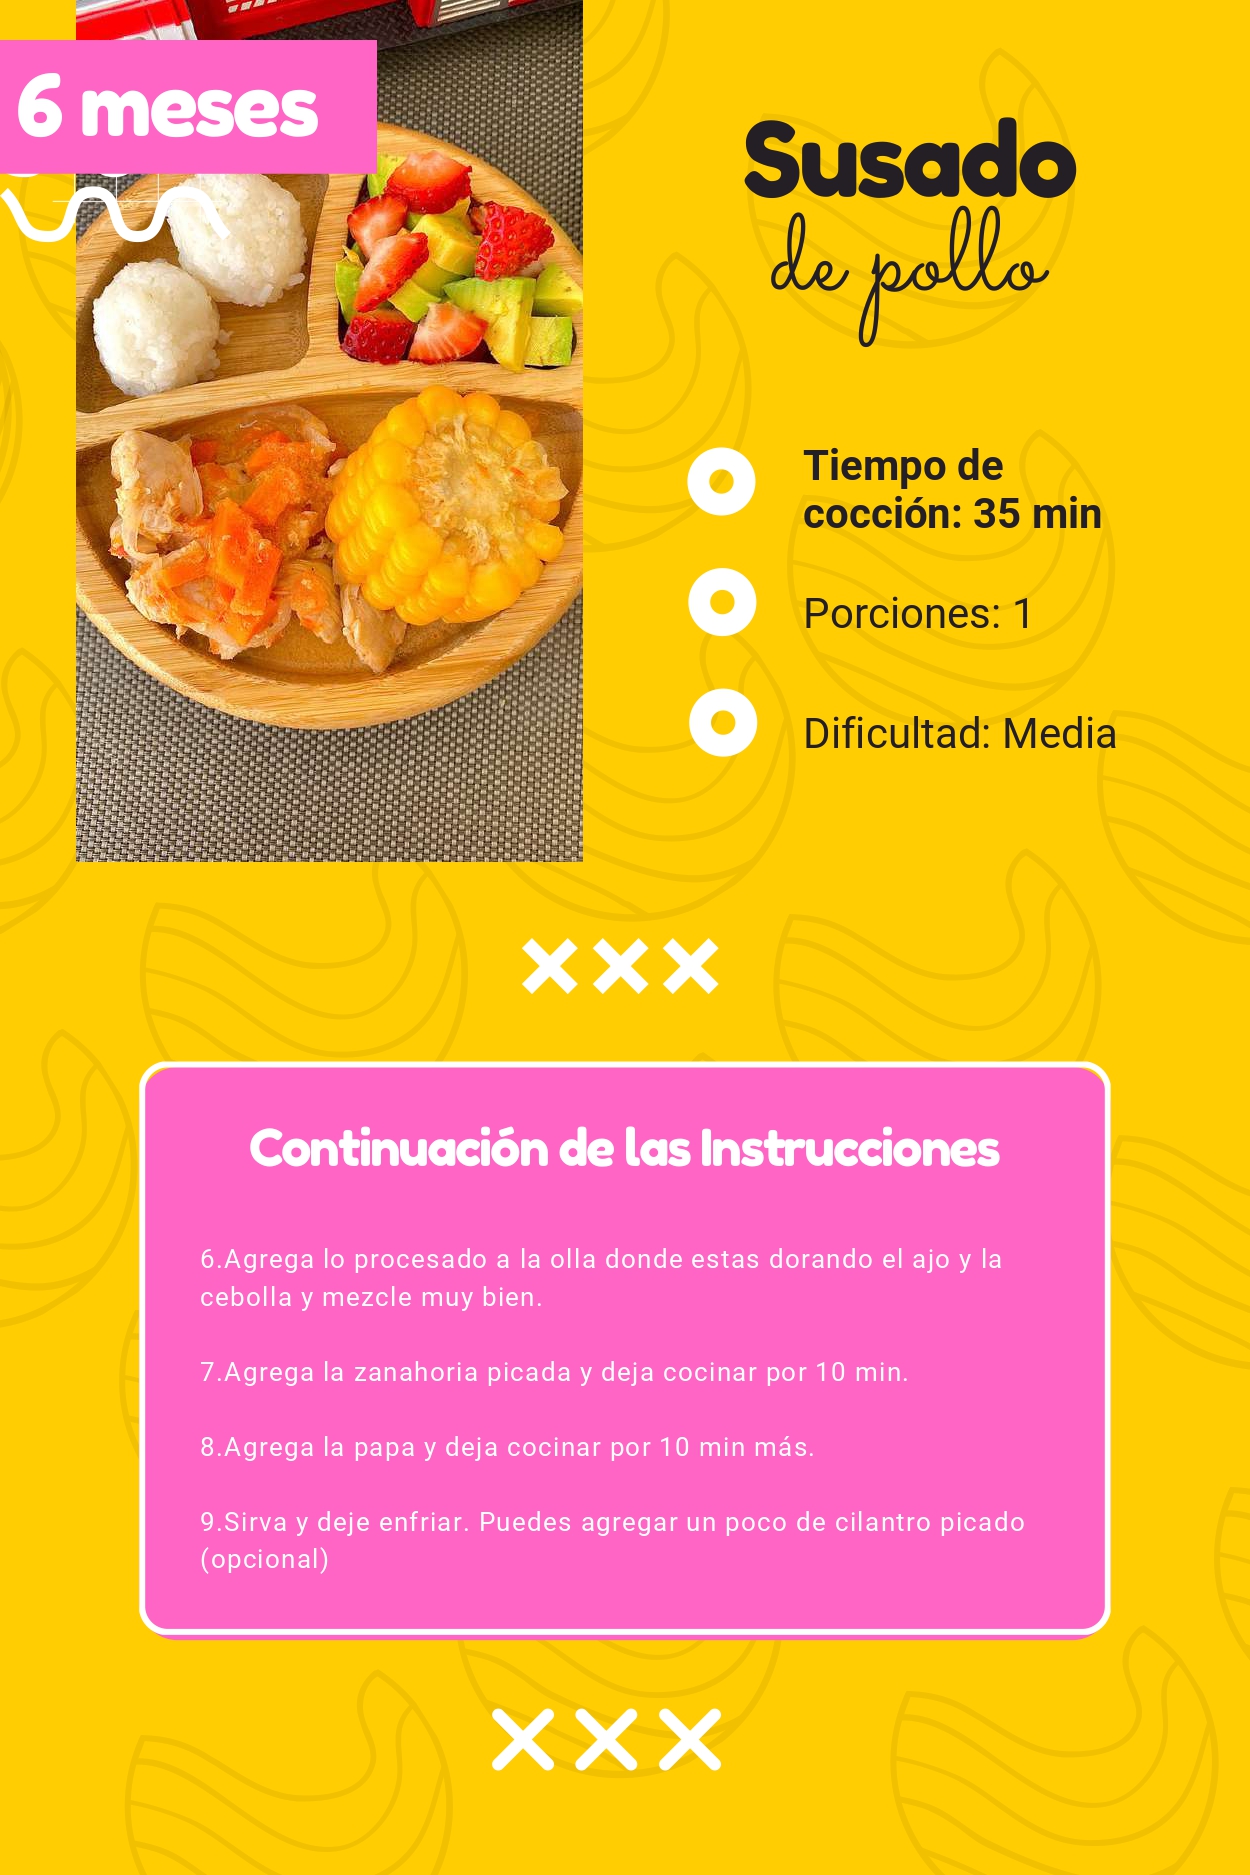 6 meses
Susado
de pollo
Tiempo de
cocción: 35 min
Porciones: 1
Dificultad: Media
Continuación de las Instrucciones
6.Agrega lo procesado a la olla donde estas dorando el ajo y la
cebolla y mezcle muy bien.
7.Agrega la zanahoria picada y deja cocinar por 10 min.
8.Agrega la papa y deja cocinar por 10 min más.
9.Sirva y deje enfriar. Puedes agregar un poco de cilantro picado
(opcional)